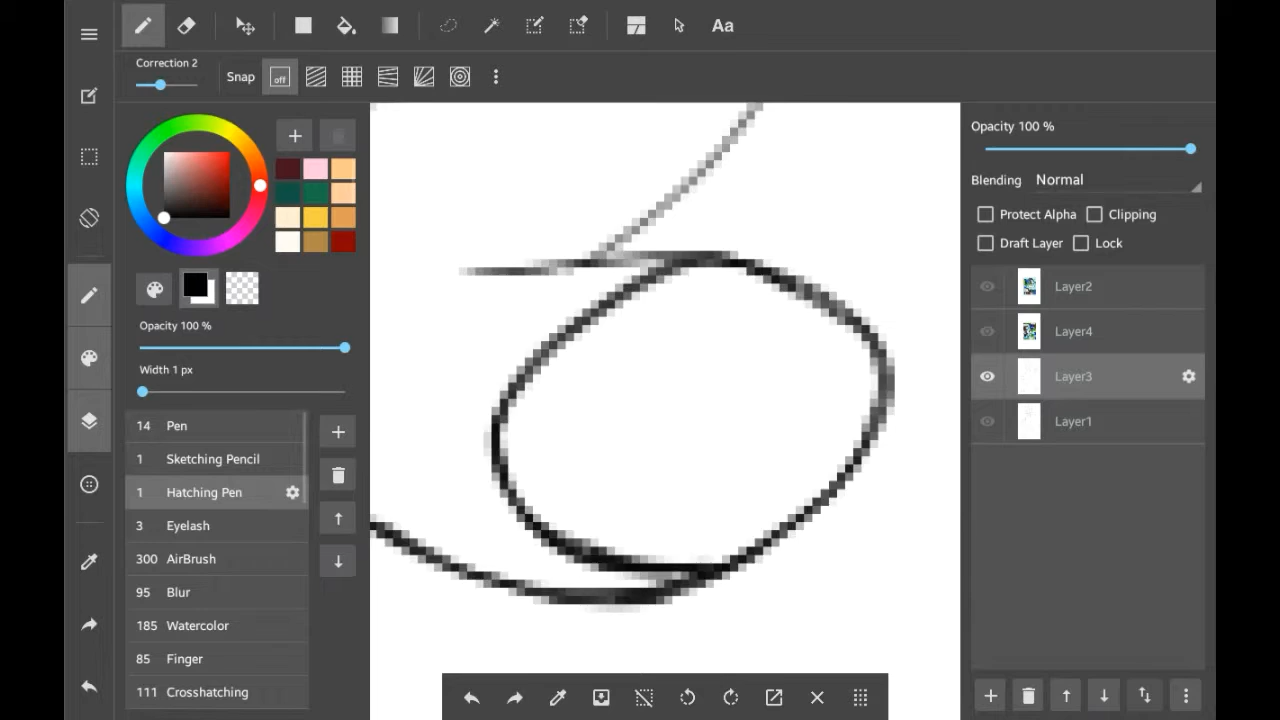 Aa
Correction 2
Snap
off
Opacity 100 %
Width 1 px
14 Pen
1 Sketching Pencil
1 Hatching Pen
3 Eyelash
300 AirBrush
95 Blur
185 Watercolor
85 Finger
111 Crosshatching
Opacity 100 %
Blending Normal
Protect Alpha Clipping
Draft Layer Lock
Layer2
Layer4
Layer3
Layer1